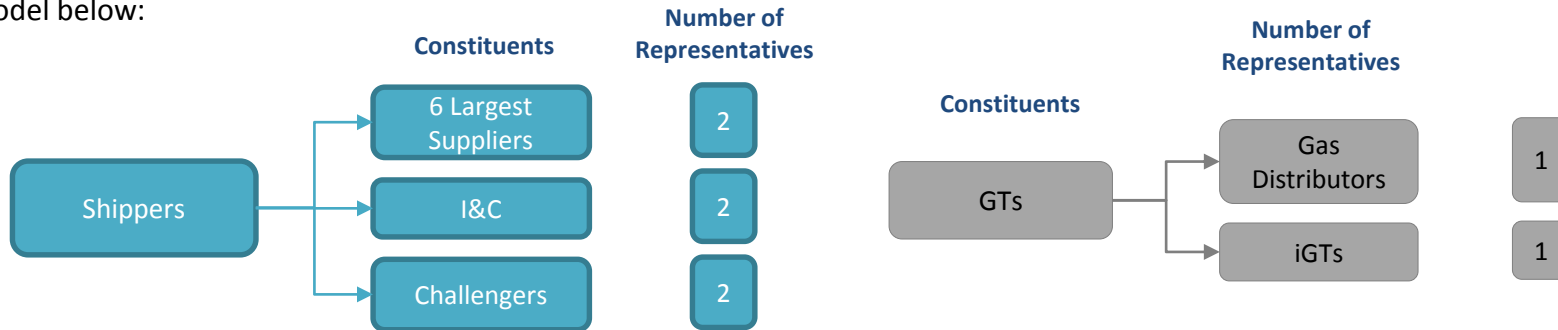 odel below:
Constituents
Number of
Representatives
Shippers
6 Largest
Suppliers
2
I&C
2
Challengers
2
Constituents
Number of
Representatives
GTs
Gas
Distributors
1
iGTs
1